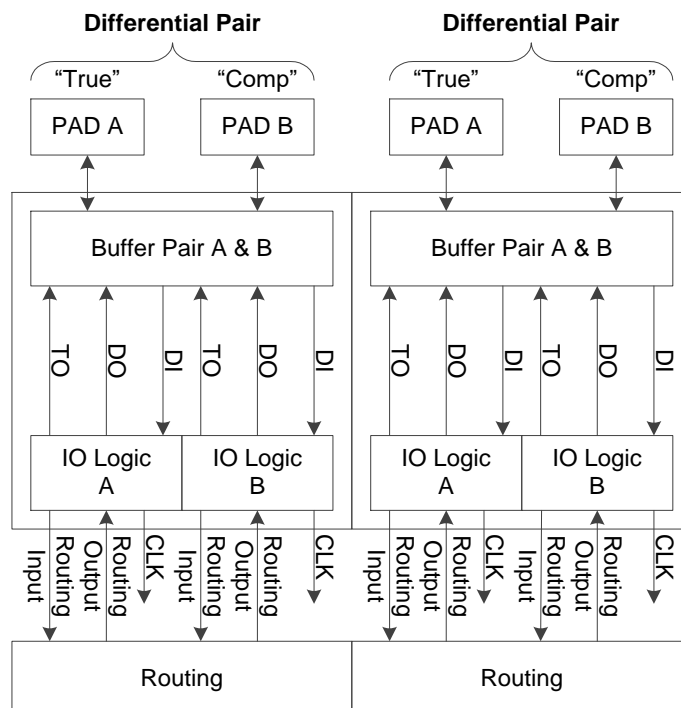 Differential Pair Differential Pair
“True” “Comp” “True” “Comp”
PAD A PAD B PAD A PAD B
Buffer Pair A & B Buffer Pair A & B
TO DO DI TO DO DI TO DO DI TO DO DI
IO Logic A IO Logic B IO Logic A IO Logic B
Routing Input Routing Output CLK Routing Input Routing Output CLK Routing Input Routing Output CLK Routing Input Routing Output CLK
Routing Routing